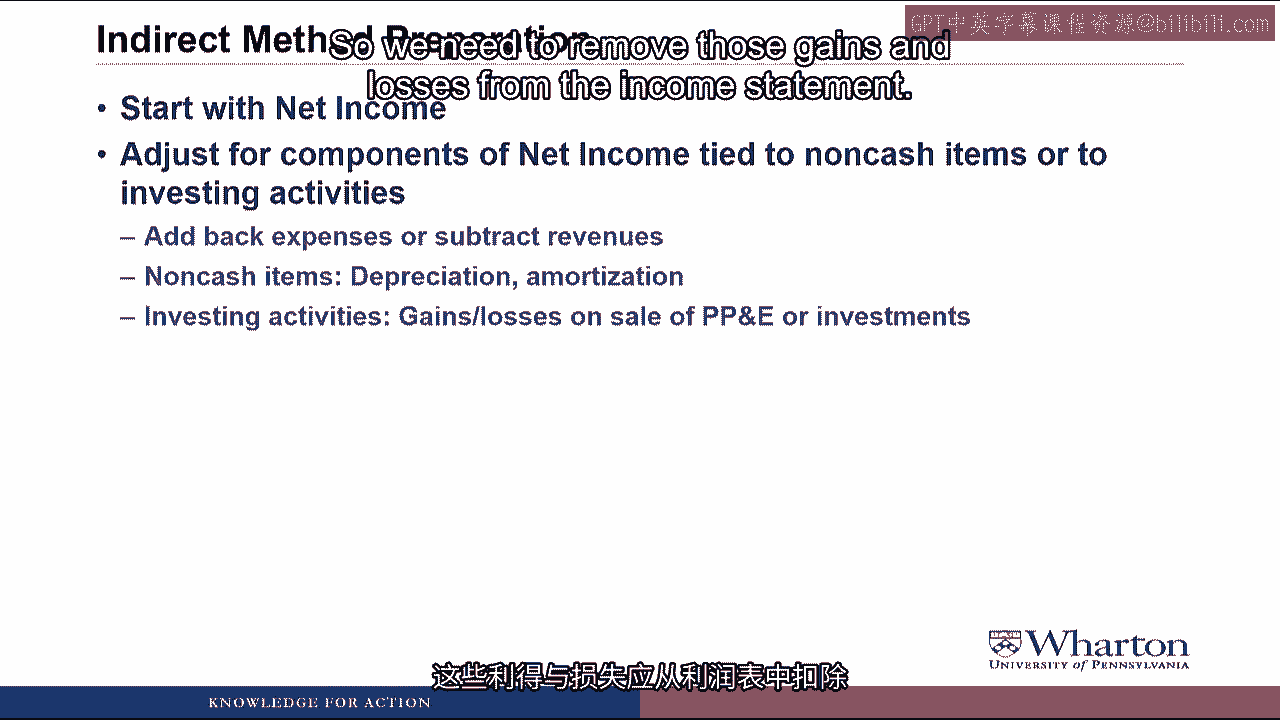 GPT中英字幕课程资源@bilibili.com
Indirect Method Preparation
So we need to remove those gains and
losses from the income statement.
• Start with Net Income
• Adjust for components of Net Income tied to noncash items or to
investing activities
– Add back expenses or subtract revenues
– Noncash items: Depreciation, amortization
– Investing activities: Gains/losses on sale of PP&E or investments
Wharton
UNIVERSITY of PENNSYLVANIA
这些利得与损失应从利润表中扣除
KNOWLEDGE FOR ACTION